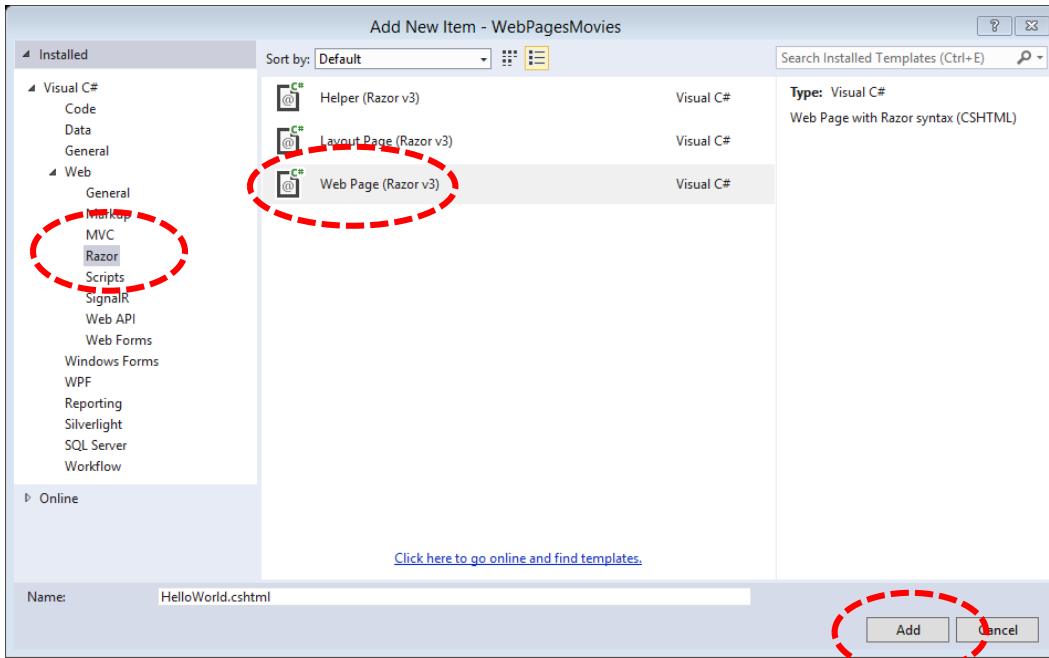 Add New Item - WebPagesMovies
?
Installed
Sort by: Default
Search Installed Templates (Ctrl+E)
Visual C#
Code
Data
General
Web
General
Markup
MVC
Razor
Scripts
SignalR
Web API
Web Forms
Windows Forms
WPF
Reporting
Silverlight
SQL Server
Workflow
Online
C# @ Helper (Razor v3) Visual C#
C# @ Layout Page (Razor v3) Visual C#
C# @ Web Page (Razor v3) Visual C#
Click here to go online and find templates.
Type: Visual C#
Web Page with Razor syntax (CSHTML)
Name: HelloWorld.cshtml
Add Cancel